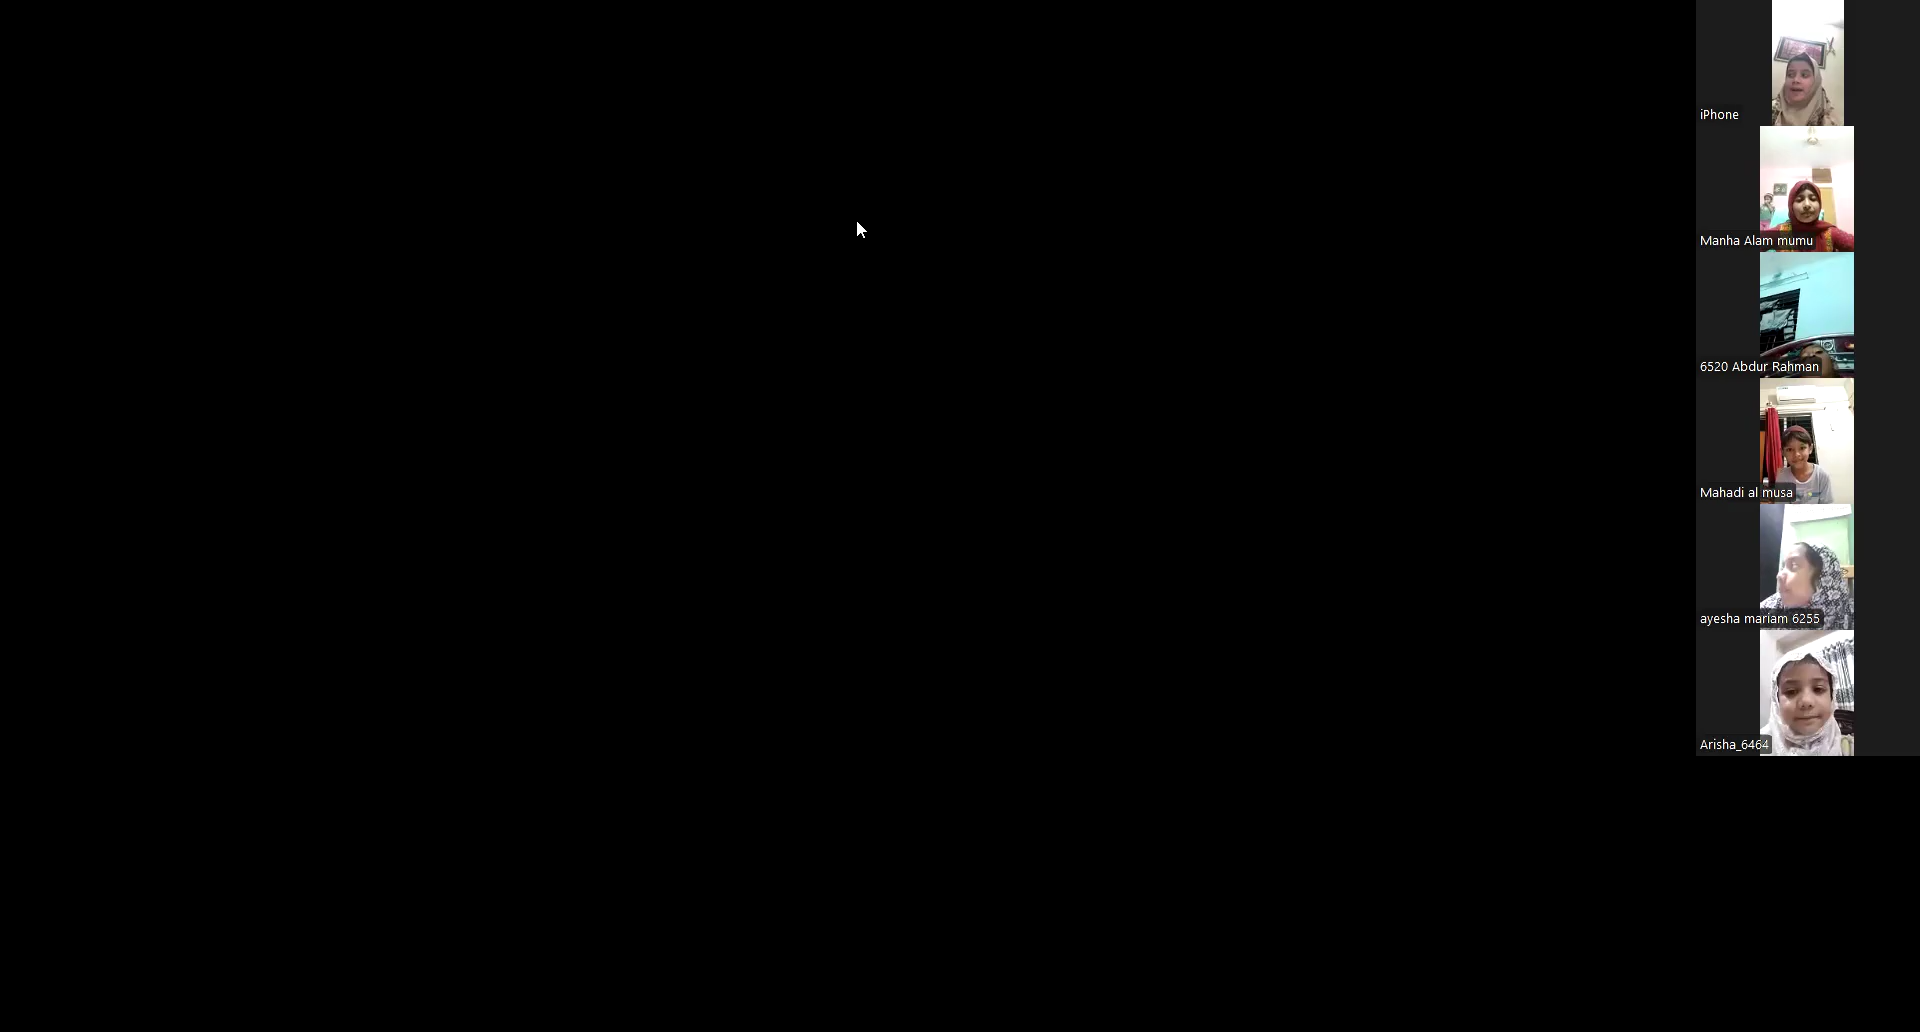 iPhone
Manha Alam mumu
6520 Abdur Rahman
Mahadi al musa
ayesha mariam 6255
Arisha_6464